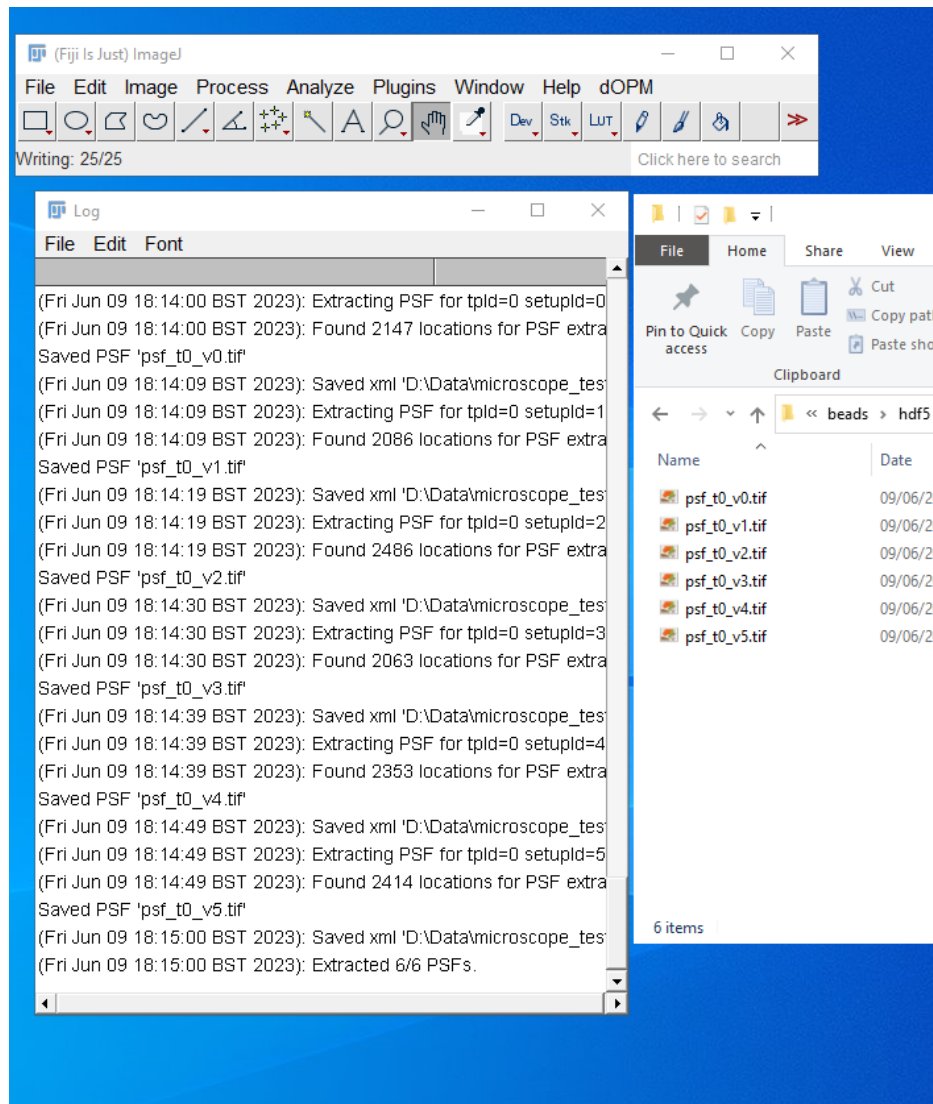 (Fiji Is Just) ImageJ
File Edit Image Process Analyze Plugins Window Help dOPM
A Dev Stk LUT >>
Writing: 25/25
Click here to search
Log
File Edit Font
(Fri Jun 09 18:14:00 BST 2023): Extracting PSF for tpId=0 setupId=0
(Fri Jun 09 18:14:00 BST 2023): Found 2147 locations for PSF extra
Saved PSF 'psf_t0_v0.tif'
(Fri Jun 09 18:14:09 BST 2023): Saved xml 'D:\Data\microscope_tes
(Fri Jun 09 18:14:09 BST 2023): Extracting PSF for tpId=0 setupId=1
(Fri Jun 09 18:14:09 BST 2023): Found 2086 locations for PSF extra
Saved PSF 'psf_t0_v1.tif'
(Fri Jun 09 18:14:19 BST 2023): Saved xml 'D:\Data\microscope_tes
(Fri Jun 09 18:14:19 BST 2023): Extracting PSF for tpId=0 setupId=2
(Fri Jun 09 18:14:19 BST 2023): Found 2486 locations for PSF extra
Saved PSF 'psf_t0_v2.tif'
(Fri Jun 09 18:14:30 BST 2023): Saved xml 'D:\Data\microscope_tes
(Fri Jun 09 18:14:30 BST 2023): Extracting PSF for tpId=0 setupId=3
(Fri Jun 09 18:14:30 BST 2023): Found 2063 locations for PSF extra
Saved PSF 'psf_t0_v3.tif'
(Fri Jun 09 18:14:39 BST 2023): Saved xml 'D:\Data\microscope_tes
(Fri Jun 09 18:14:39 BST 2023): Extracting PSF for tpId=0 setupId=4
(Fri Jun 09 18:14:39 BST 2023): Found 2353 locations for PSF extra
Saved PSF 'psf_t0_v4.tif'
(Fri Jun 09 18:14:49 BST 2023): Saved xml 'D:\Data\microscope_tes
(Fri Jun 09 18:14:49 BST 2023): Extracting PSF for tpId=0 setupId=5
(Fri Jun 09 18:14:49 BST 2023): Found 2414 locations for PSF extra
Saved PSF 'psf_t0_v5.tif'
(Fri Jun 09 18:15:00 BST 2023): Saved xml 'D:\Data\microscope_tes
(Fri Jun 09 18:15:00 BST 2023): Extracted 6/6 PSFs.
File Home Share View
Pin to Quick access
Copy
Paste
Cut
Copy pat
Paste sho
Clipboard
« beads > hdf5
Name Date
psf_t0_v0.tif 09/06/2
psf_t0_v1.tif 09/06/2
psf_t0_v2.tif 09/06/2
psf_t0_v3.tif 09/06/2
psf_t0_v4.tif 09/06/2
psf_t0_v5.tif 09/06/2
6 items